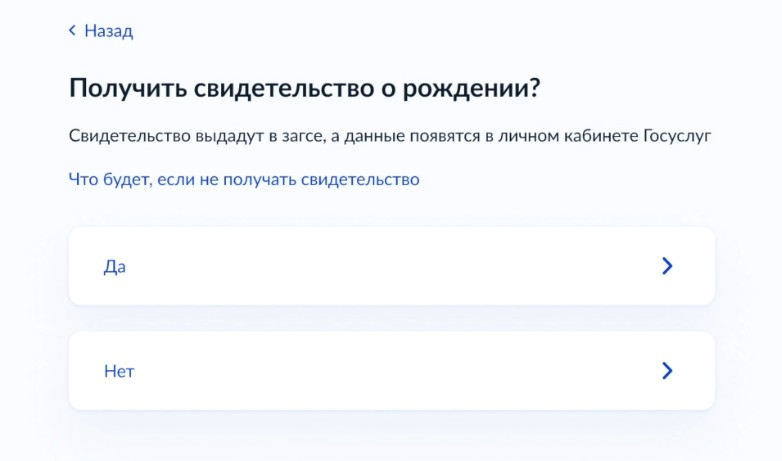 Назад
Получить свидетельство о рождении?
Свидетельство выдадут в загсе, а данные появятся в личном кабинете Госуслуг
Что будет, если не получать свидетельство
Да
Нет